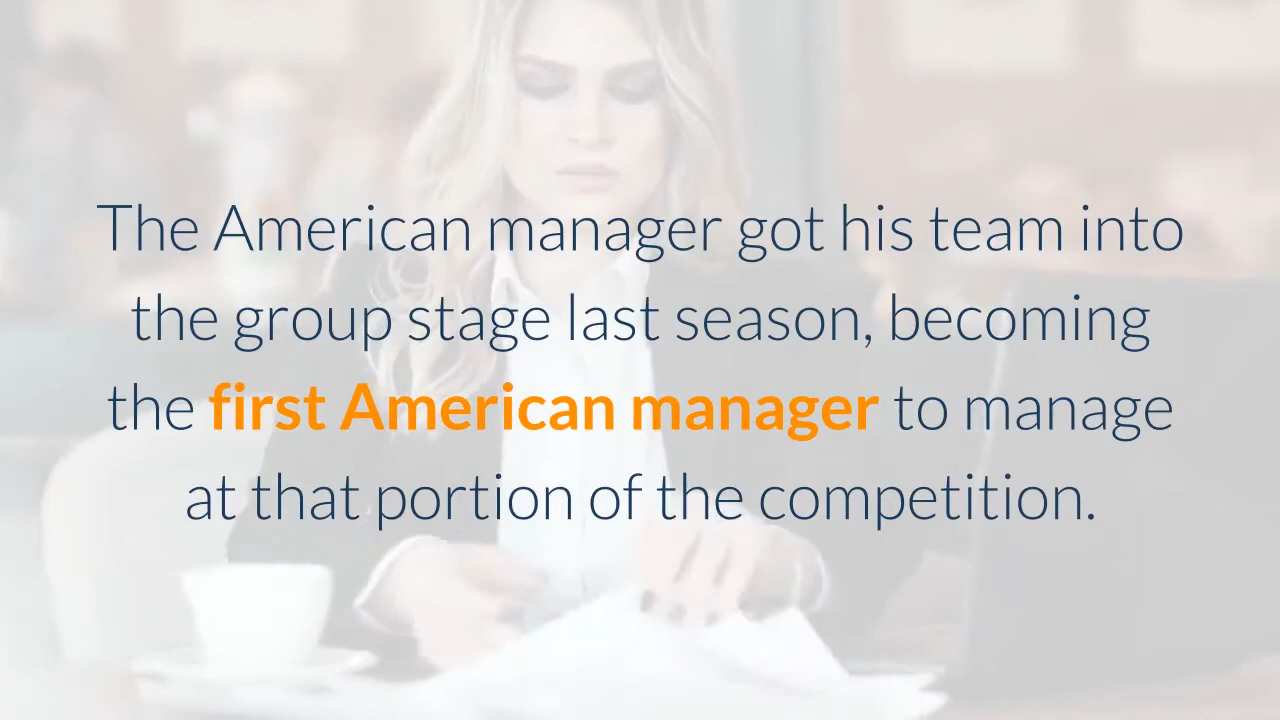 The American manager got his team into
the group stage last season, becoming
the first American manager to manage
at that portion of the competition.